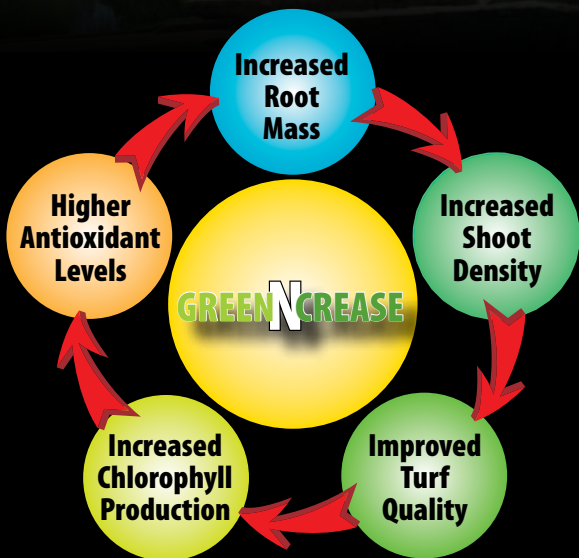 Increased
Root
Mass
Increased
Shoot
Density
Improved
Turf
Quality
Increased
Chlorophyll
Production
Higher
Antioxidant
Levels
GREENNCREASE